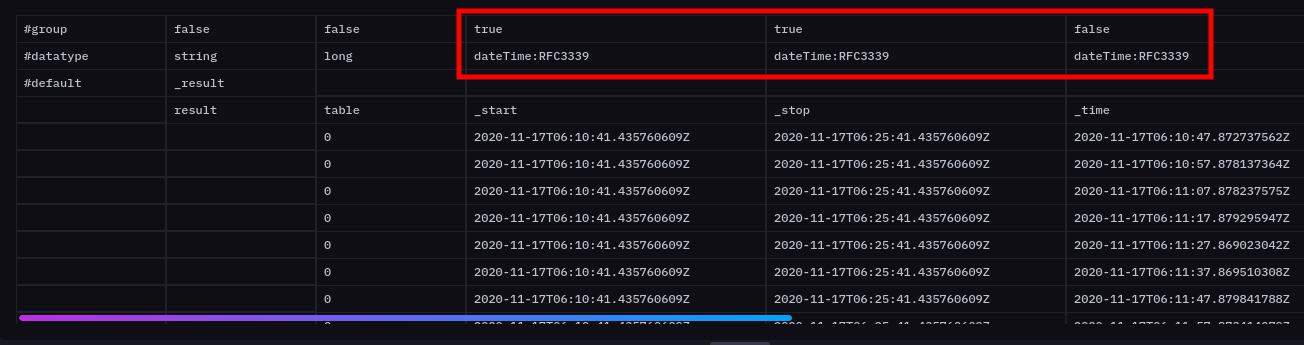 #group false false true true false
#datatype string long dateTime:RFC3339 dateTime:RFC3339 dateTime:RFC3339
#default _result
result table _start _stop _time
0 2020-11-17T06:10:41.435760609Z 2020-11-17T06:25:41.435760609Z 2020-11-17T06:10:47.872737562Z
0 2020-11-17T06:10:41.435760609Z 2020-11-17T06:25:41.435760609Z 2020-11-17T06:10:57.878137364Z
0 2020-11-17T06:10:41.435760609Z 2020-11-17T06:25:41.435760609Z 2020-11-17T06:11:07.878237575Z
0 2020-11-17T06:10:41.435760609Z 2020-11-17T06:25:41.435760609Z 2020-11-17T06:11:17.879295947Z
0 2020-11-17T06:10:41.435760609Z 2020-11-17T06:25:41.435760609Z 2020-11-17T06:11:27.869023042Z
0 2020-11-17T06:10:41.435760609Z 2020-11-17T06:25:41.435760609Z 2020-11-17T06:11:37.869510308Z
0 2020-11-17T06:10:41.435760609Z 2020-11-17T06:25:41.435760609Z 2020-11-17T06:11:47.879841788Z